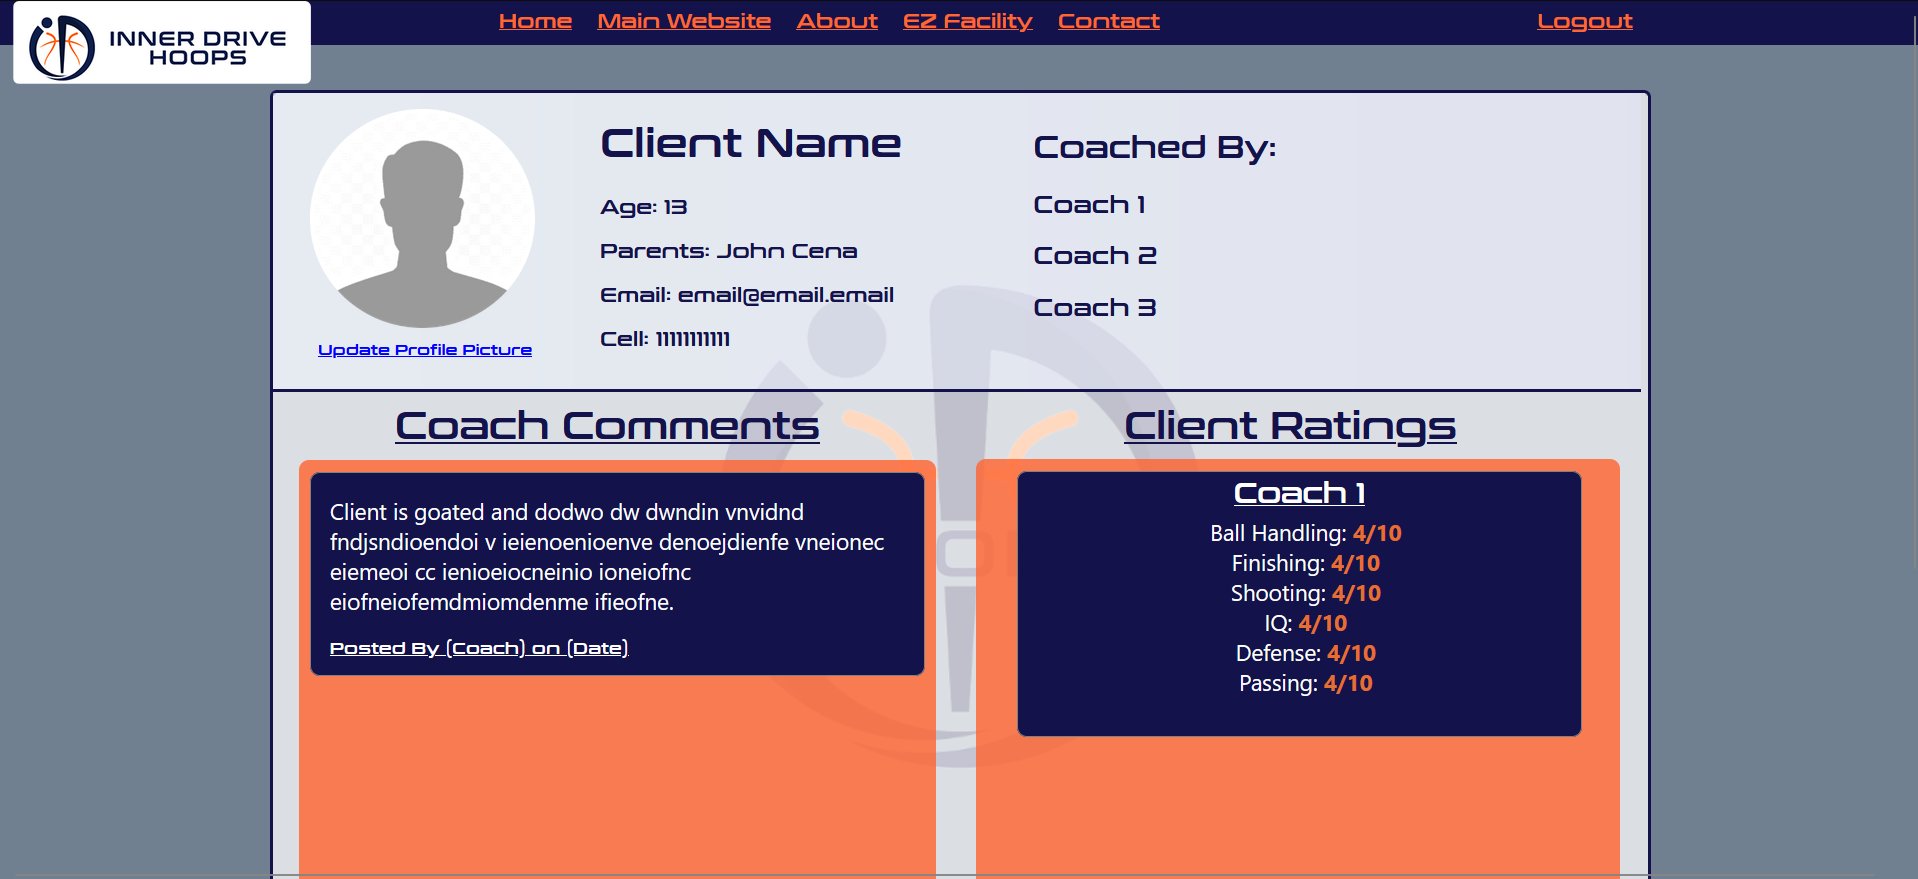 INNER DRIVE
HOOPS
Home Main Website About EZ Facility Contact Logout
Client Name
Age: 13
Parents: John Cena
Email: email@email.email
Cell: 11111111111
Update Profile Picture
Coached By:
Coach 1
Coach 2
Coach 3
Coach Comments
Client is goated and dodwo dw dwndin vnvidnd
fndjsndioendoi v ieienoenioenve denoejdienfe vneionec
eiemeoi cc ienioeiocneinio ioneiofnc
eiofneiofemdmiomdenme ifieofne.
Posted By (Coach) on (Date)
Client Ratings
Coach 1
Ball Handling: 4/10
Finishing: 4/10
Shooting: 4/10
IQ: 4/10
Defense: 4/10
Passing: 4/10